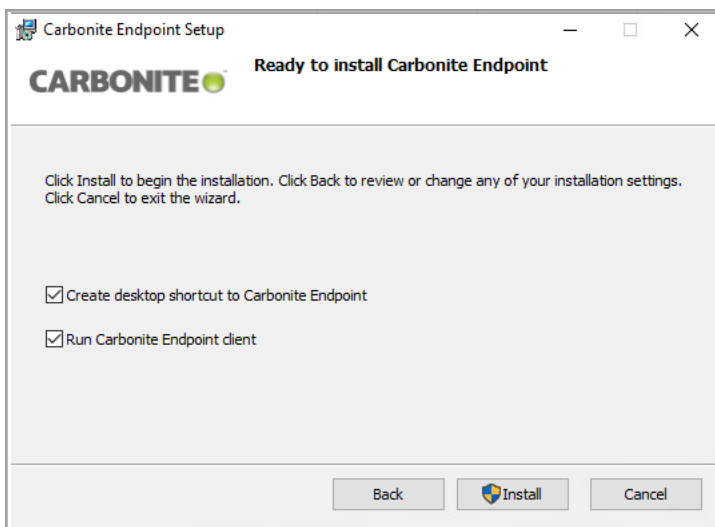 Carbonite Endpoint Setup
Ready to install Carbonite Endpoint
CARBONITE
Click Install to begin the installation. Click Back to review or change any of your installation settings.
Click Cancel to exit the wizard.
Create desktop shortcut to Carbonite Endpoint
Run Carbonite Endpoint client
Back
Install
Cancel